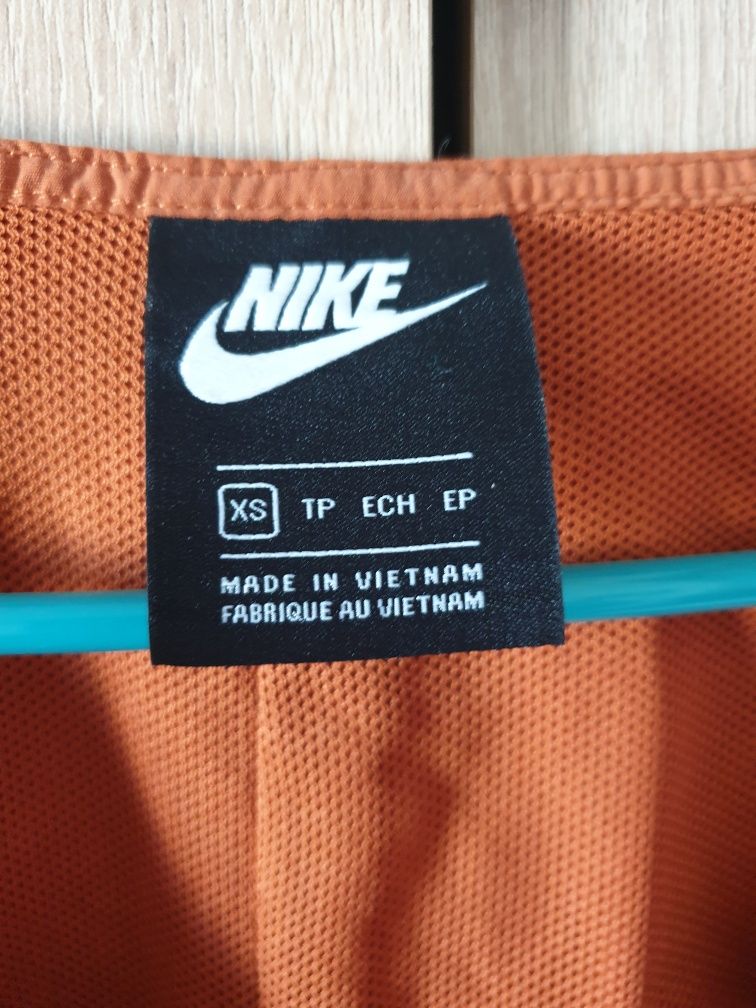 NIKE
XS TP ECH EP
MADE IN VIETNAM
FABRIQUE AU VIETNAM